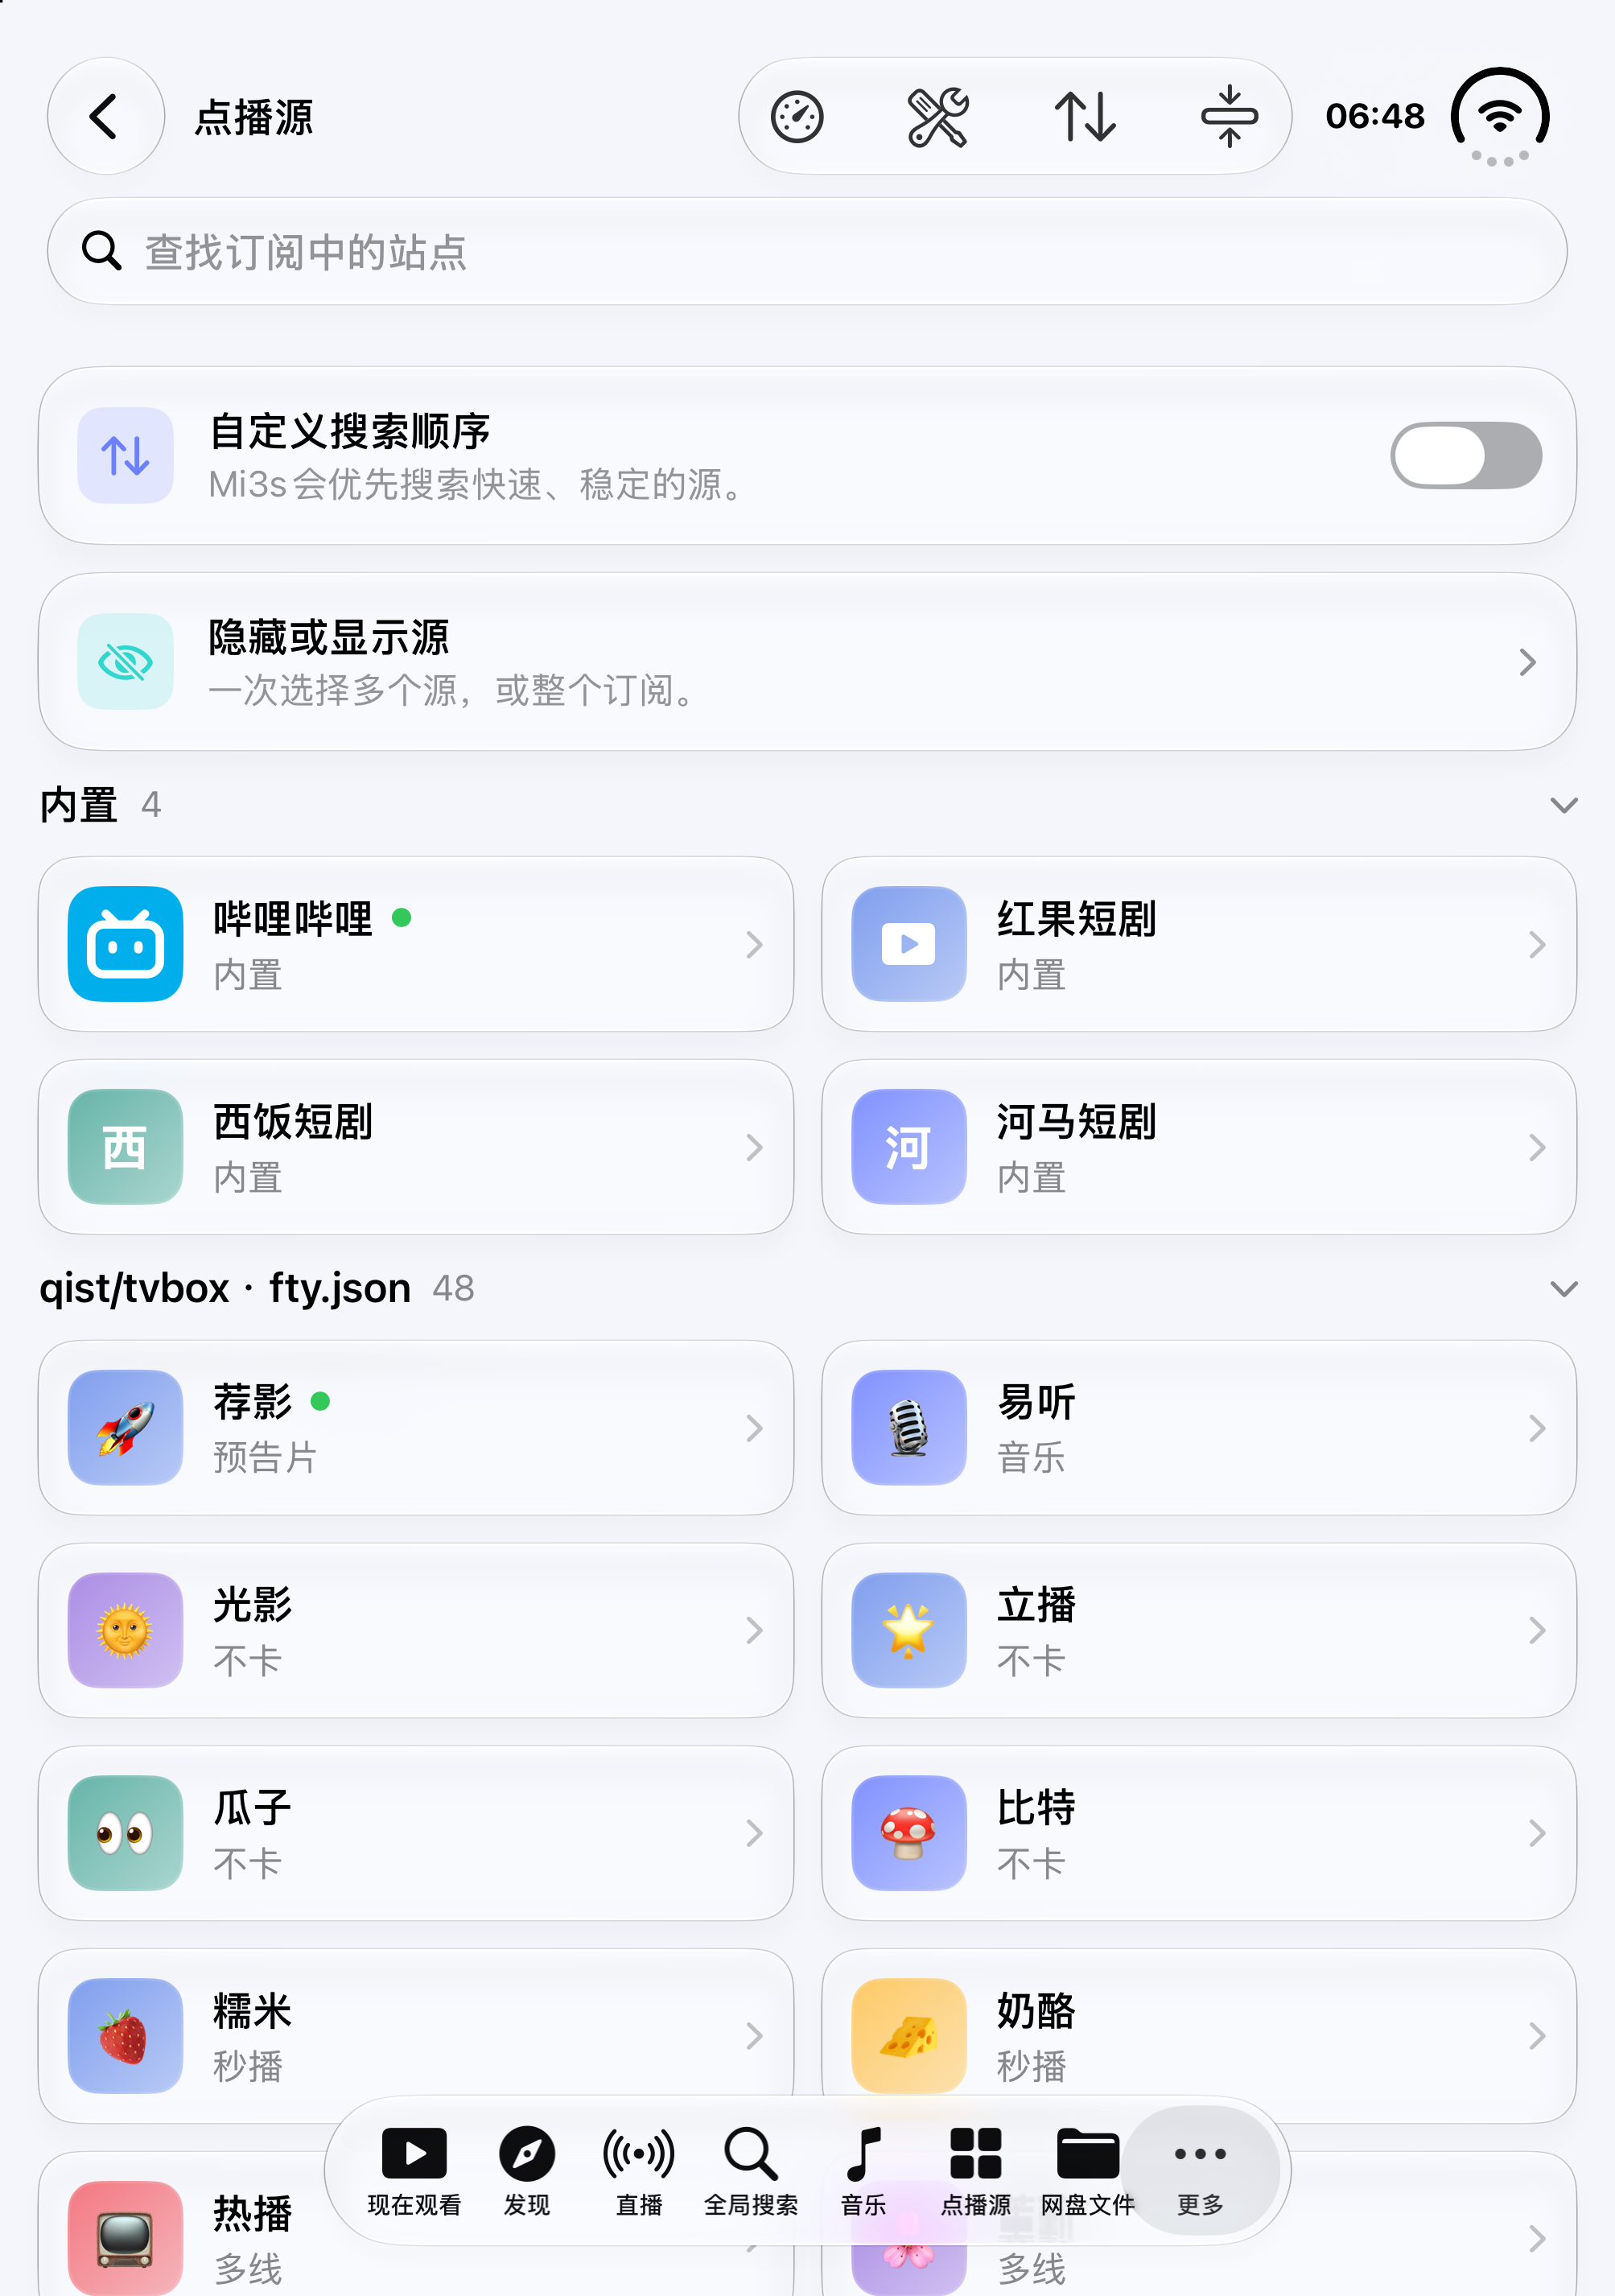 点播源
06:48
查找订阅中的站点
自定义搜索顺序
Mi3s会优先搜索快速、稳定的源。
隐藏或显示源
一次选择多个源，或整个订阅。
内置 4
哔哩哔哩
内置
红果短剧
内置
西
西饭短剧
内置
河
河马短剧
内置
qist/tvbox · fty.json 48
荐影
预告片
易听
音乐
光影
不卡
立播
不卡
瓜子
不卡
比特
不卡
糯米
秒播
奶酪
秒播
热播
多线
多线
现在观看
发现
直播
全局搜索
音乐
点播源
网盘文件
更多